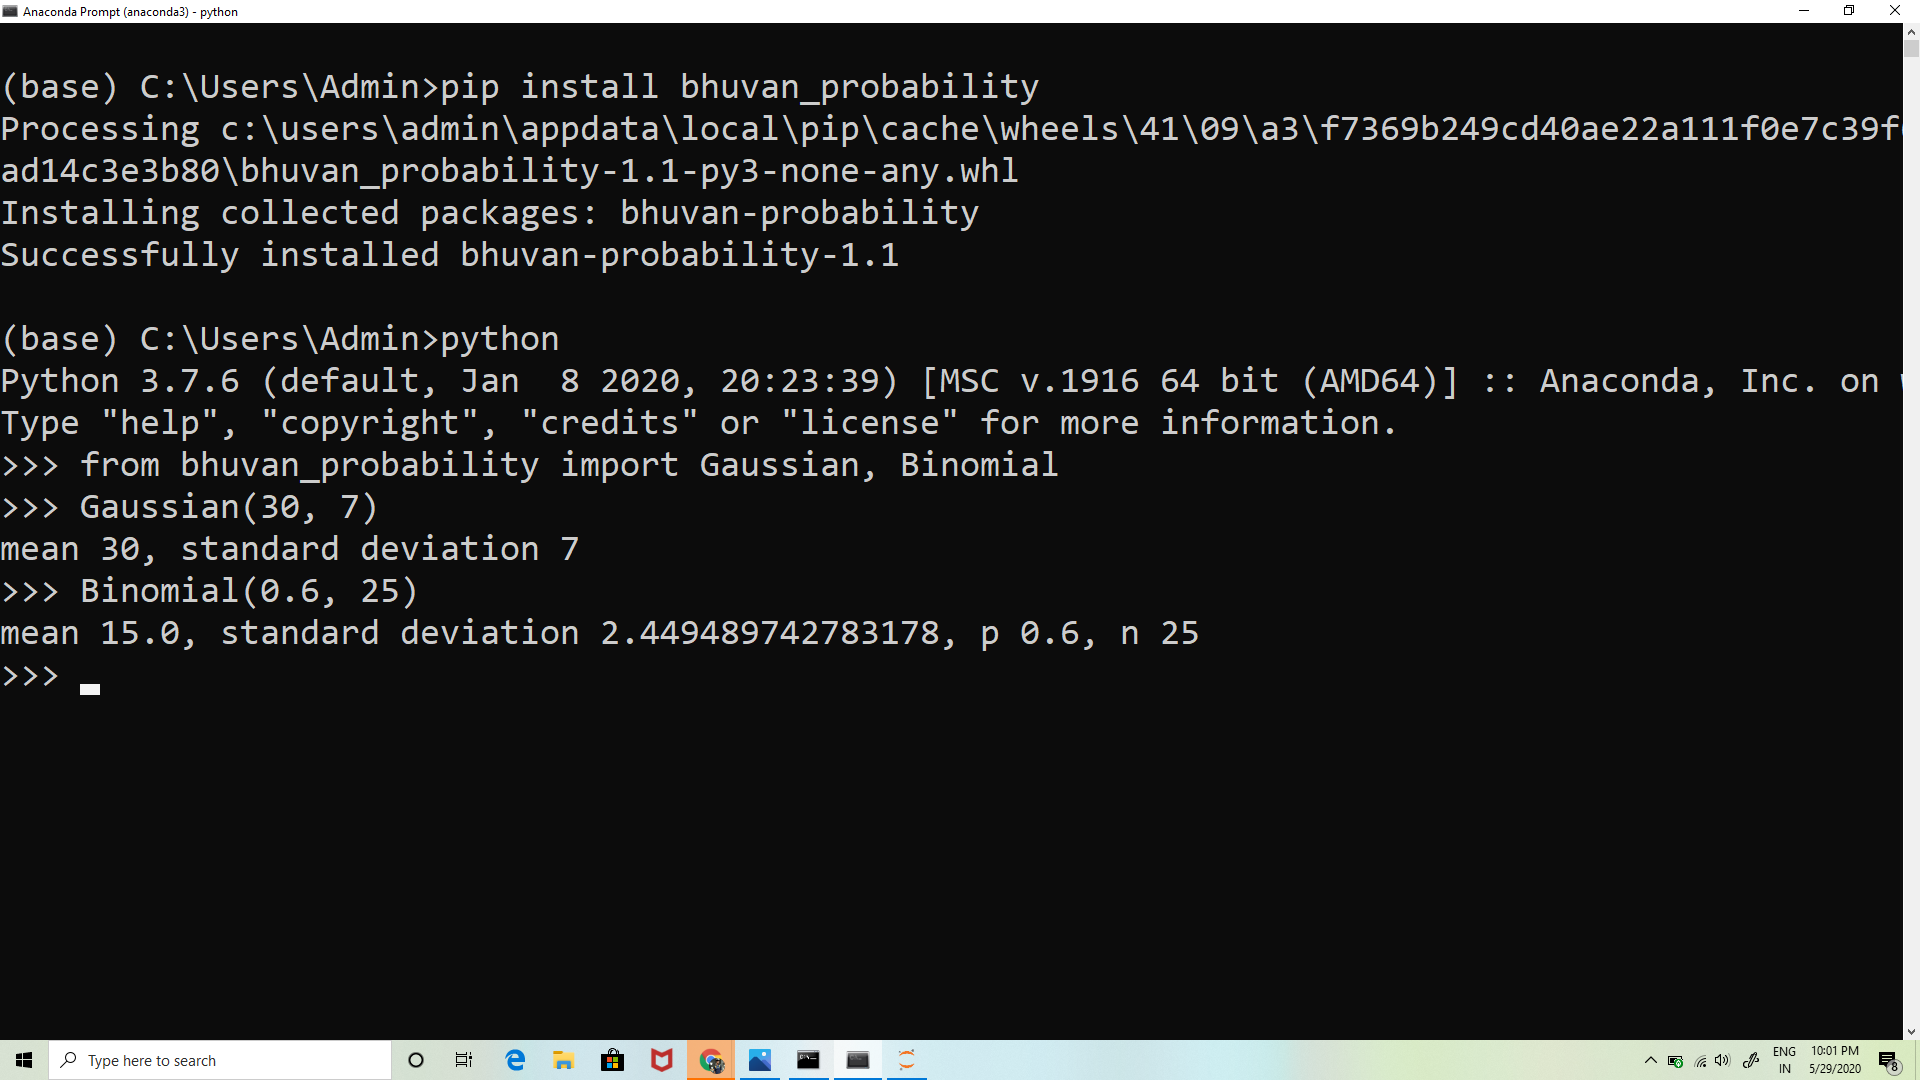 Anaconda Prompt (anaconda3) - python
(base) C:\Users\Admin>pip install bhuvan_probability
Processing c:\users\admin\appdata\local\pip\cache\wheels\41\09\a3\f7369b249cd40ae22a111f0e7c39f
ad14c3e3b80\bhuvan_probability-1.1-py3-none-any.whl
Installing collected packages: bhuvan-probability
Successfully installed bhuvan-probability-1.1
(base) C:\Users\Admin>python
Python 3.7.6 (default, Jan  8 2020, 20:23:39) [MSC v.1916 64 bit (AMD64)] :: Anaconda, Inc. on
Type "help", "copyright", "credits" or "license" for more information.
>>> from bhuvan_probability import Gaussian, Binomial
>>> Gaussian(30, 7)
mean 30, standard deviation 7
>>> Binomial(0.6, 25)
mean 15.0, standard deviation 2.449489742783178, p 0.6, n 25
>>>
Type here to search
ENG
IN
10:01 PM
5/29/2020
8